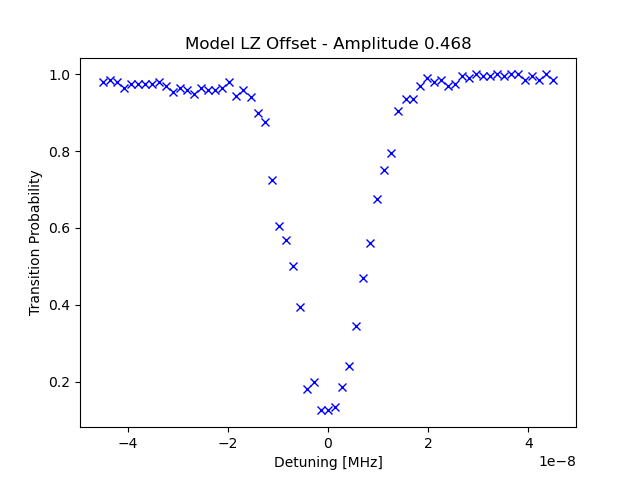 Model LZ Offset - Amplitude 0.468
Transition Probability
1.0
0.8
0.6
0.4
0.2
−4
−2
0
2
4
1e−8
Detuning [MHz]